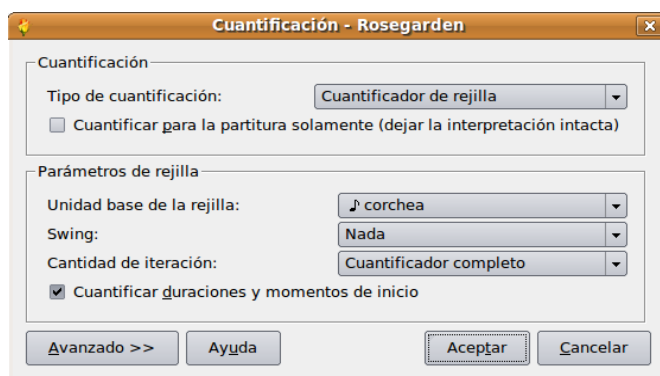 Cuantificación - Rosegarden
Cuantificación
Tipo de cuantificación: Cuantificador de rejilla
Cuantificar para la partitura solamente (dejar la interpretación intacta)
Parámetros de rejilla
Unidad base de la rejilla: ♪ corchea
Swing: Nada
Cantidad de iteración: Cuantificador completo
Cuantificar duraciones y momentos de inicio
Avanzado >> Ayuda Aceptar Cancelar